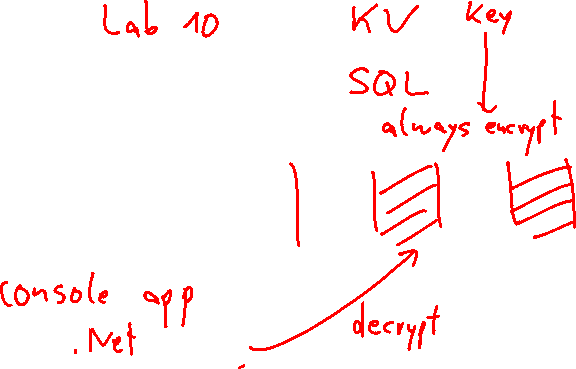 Lab 10 KV Key
SQL
always encrypt
console app
.Net
decrypt